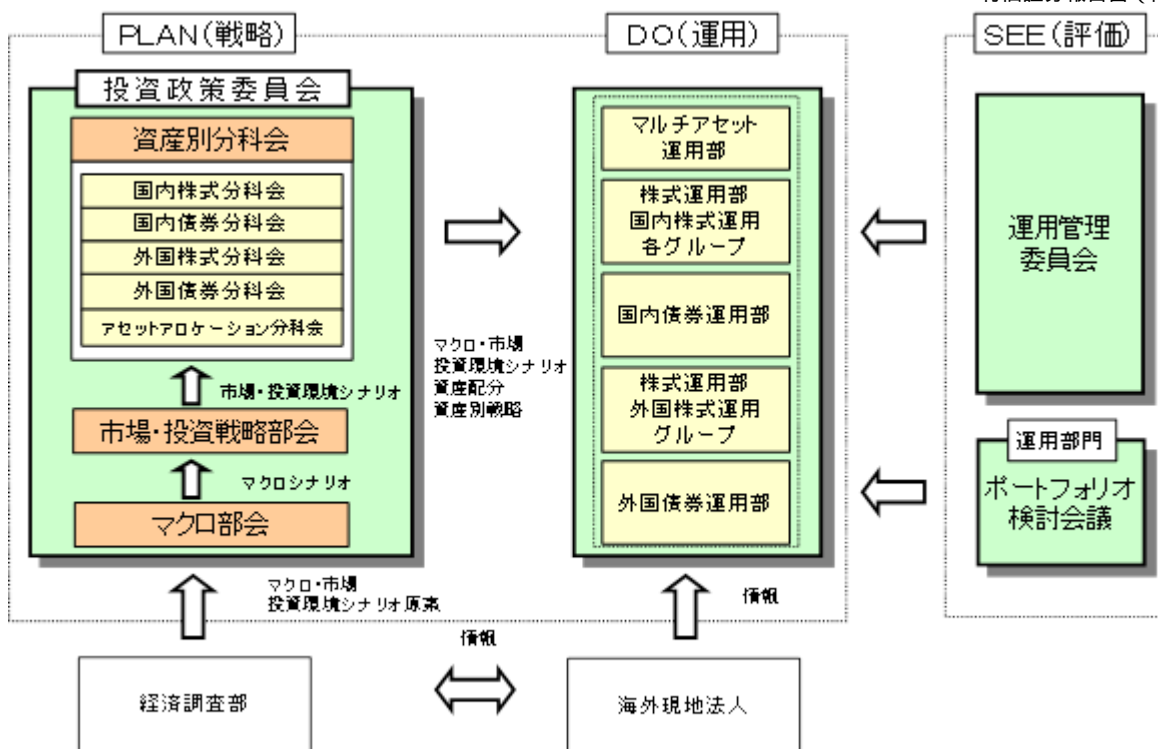 PLAN(戦略)
DO(運用)
SEE(評価)
投資政策委員会
資産別分科会
国内株式分科会
国内債券分科会
外国株式分科会
外国債券分科会
アセットアロケーション分科会
市場・投資環境シナリオ
市場・投資戦略部会
マクロシナリオ
マクロ部会
マクロ・市場
投資環境シナリオ
資産配分
資産別戦略
マルチアセット
運用部
株式運用部
国内株式運用
各グループ
国内債券運用部
株式運用部
外国株式運用
グループ
外国債券運用部
運用管理
委員会
運用部門
ポートフォリオ
検討会議
マクロ・市場
投資環境シナリオ原案
情報
情報
経済調査部
海外現地法人